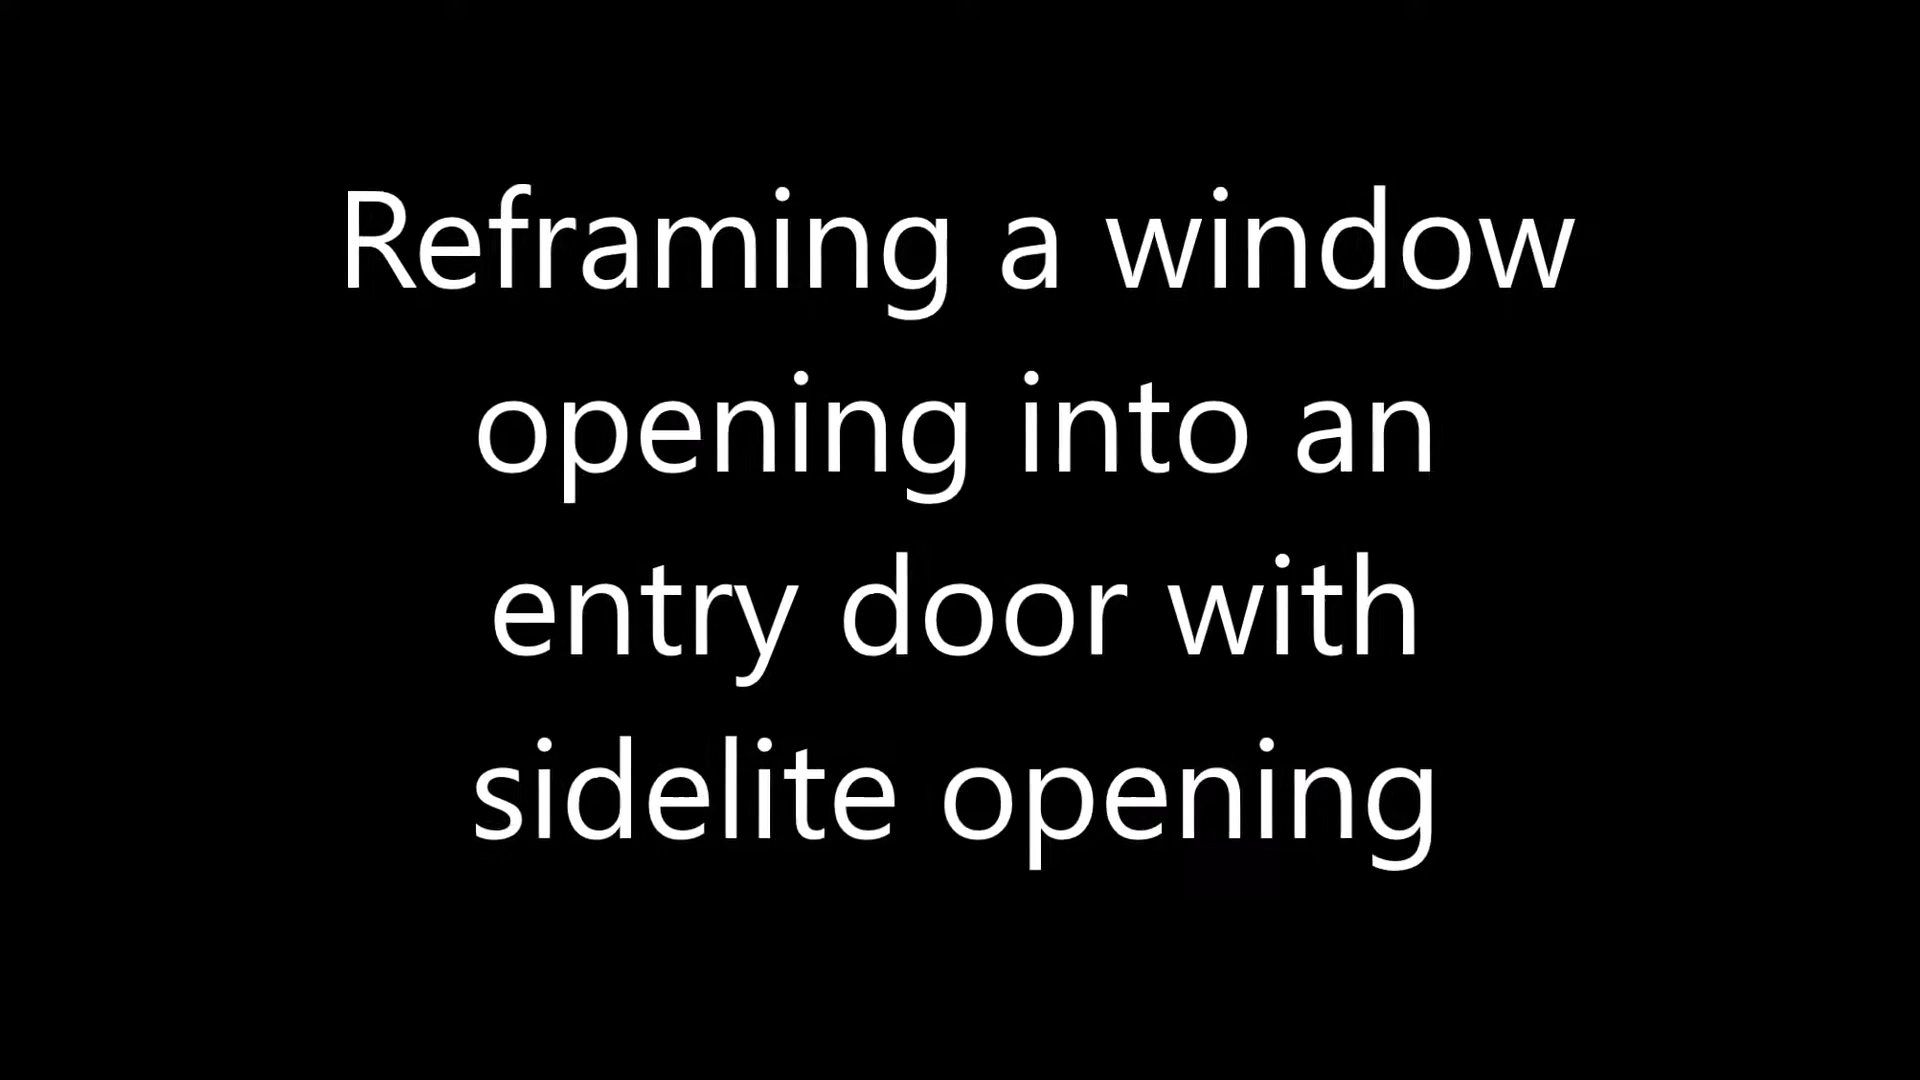 Reframing a window
opening into an
entry door with
sidelite opening